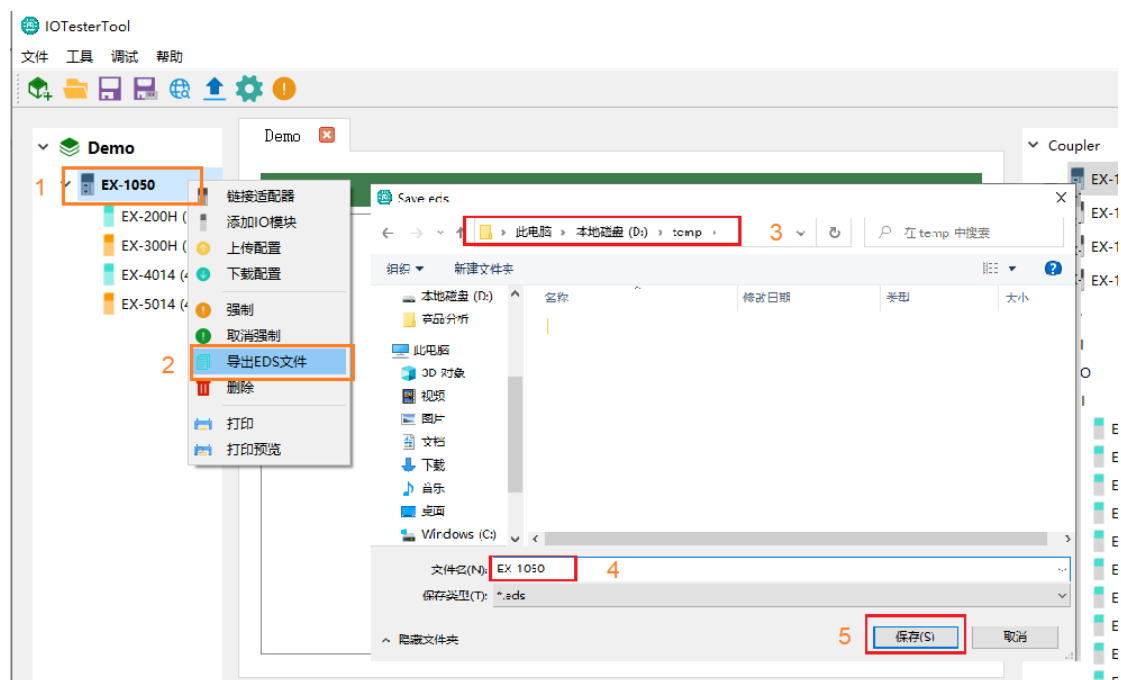 IOTesterTool
文件 工具 调试 帮助
Demo
Demo
Coupler
1
EX-1050
EX-200H (
EX-300H (
EX-4014 (4
EX-5014 (4
链接适配器
添加IO模块
上传配置
下载配置
强制
取消强制
2
导出EDS文件
删除
打印
打印预览
Save eds
此电脑 › 本地磁盘 (D:) › temp ›
3
在 temp 中搜索
组织 新建文件夹
本地磁盘 (D:)
竞品分析
此电脑
3D 对象
视频
图片
文档
下载
音乐
桌面
Windows (C:)
名称 修改日期 类型 大小
文件名(N): EX-1050
4
保存类型(T): *.eds
隐藏文件夹
5
保存(S)
取消
EX-1
EX-1
EX-1
EX-1